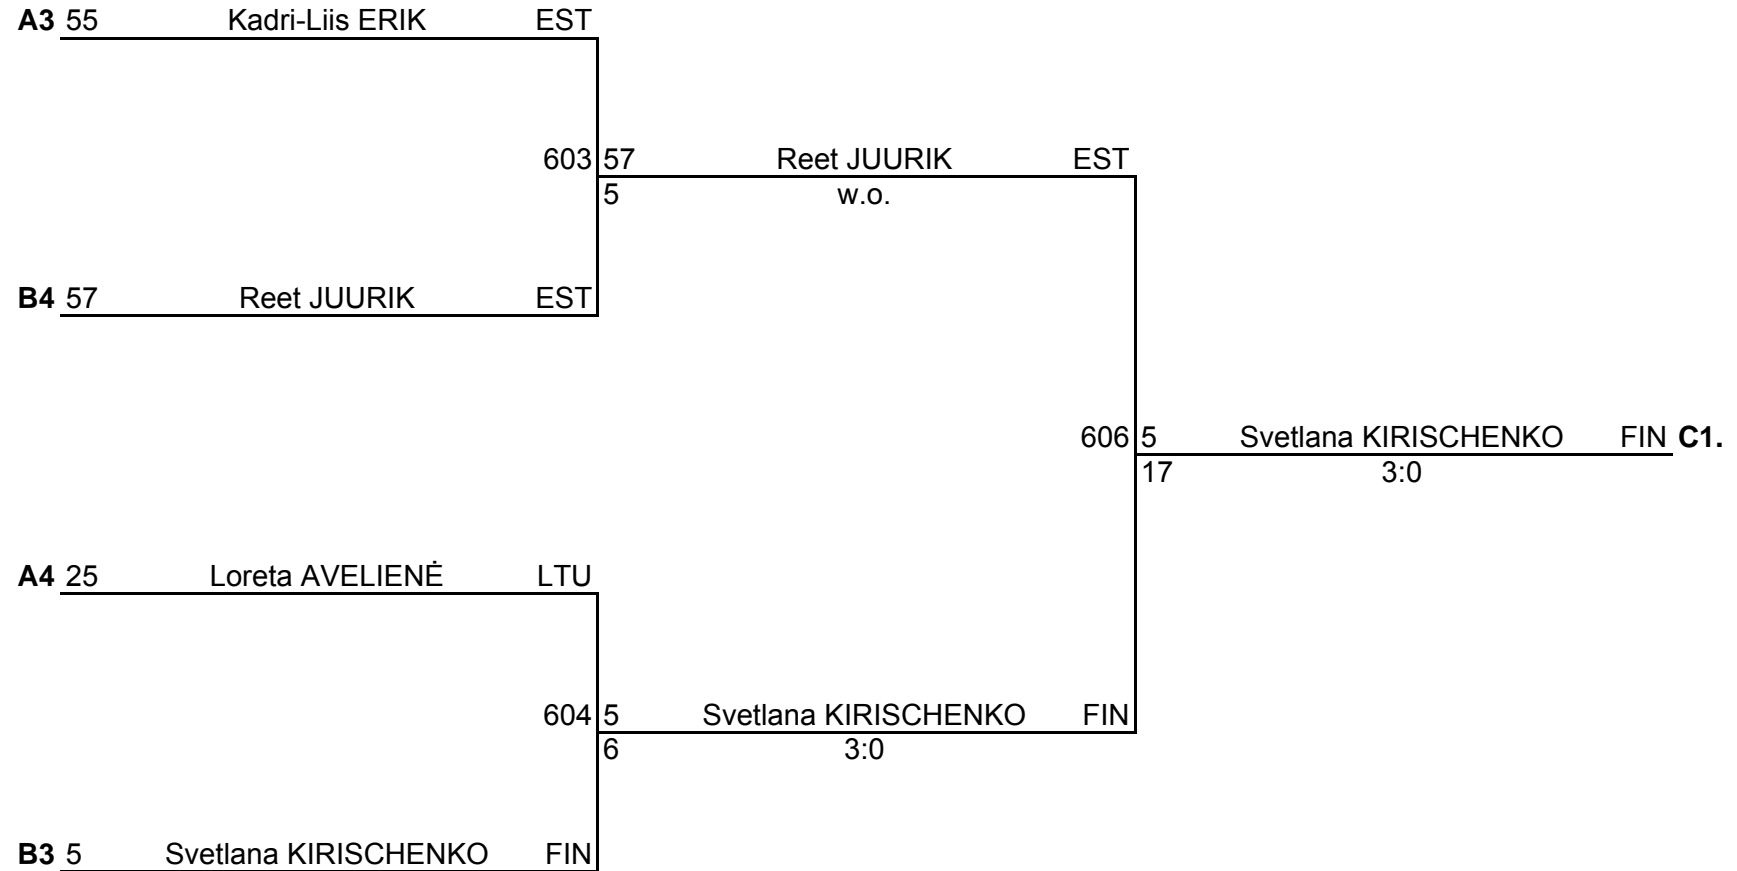 A3 55 Kadri-Liis ERIK EST
603 57 Reet JUURIK EST
5 w.o.
B4 57 Reet JUURIK EST
606 5 Svetlana KIRISCHENKO FIN C1.
17 3:0
A4 25 Loreta AVELIENĖ LTU
604 5 Svetlana KIRISCHENKO FIN
6 3:0
B3 5 Svetlana KIRISCHENKO FIN